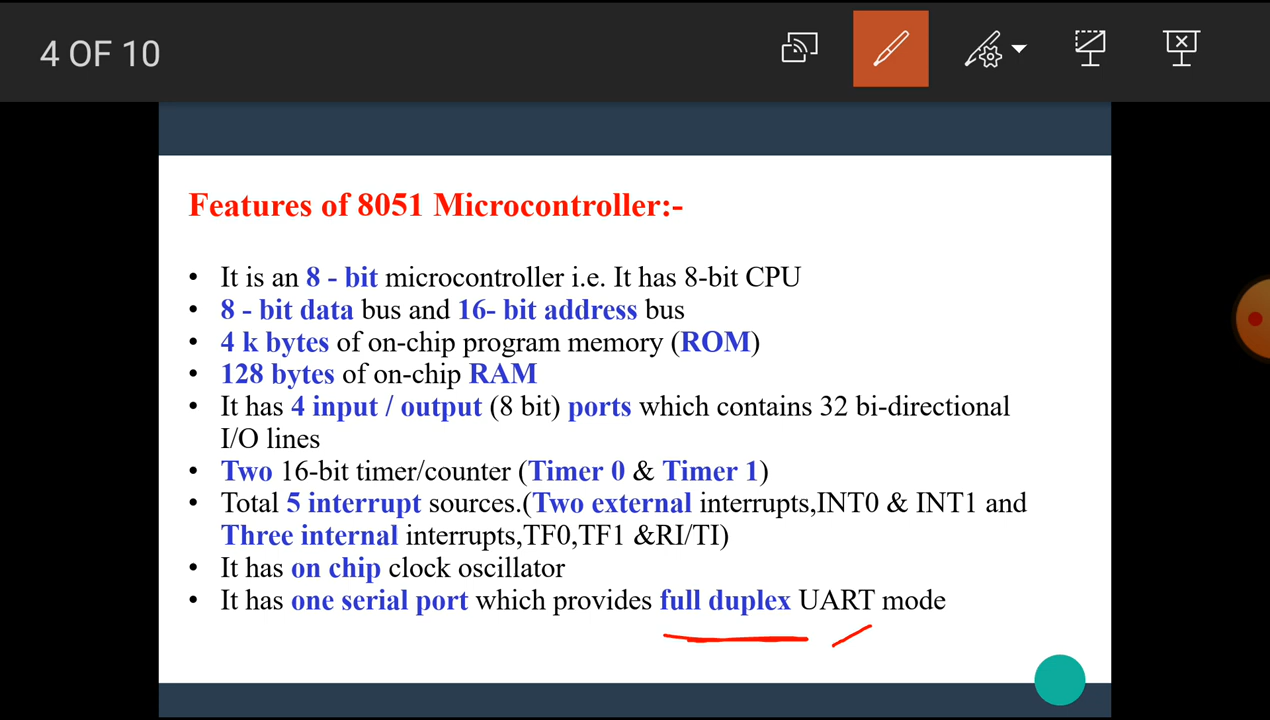 4 OF 10
Features of 8051 Microcontroller:-
• It is an 8 - bit microcontroller i.e. It has 8-bit CPU
• 8 - bit data bus and 16- bit address bus
• 4 k bytes of on-chip program memory (ROM)
• 128 bytes of on-chip RAM
• It has 4 input / output (8 bit) ports which contains 32 bi-directional
I/O lines
• Two 16-bit timer/counter (Timer 0 & Timer 1)
• Total 5 interrupt sources.(Two external interrupts,INT0 & INT1 and
Three internal interrupts,TF0,TF1 &RI/TI)
• It has on chip clock oscillator
• It has one serial port which provides full duplex UART mode